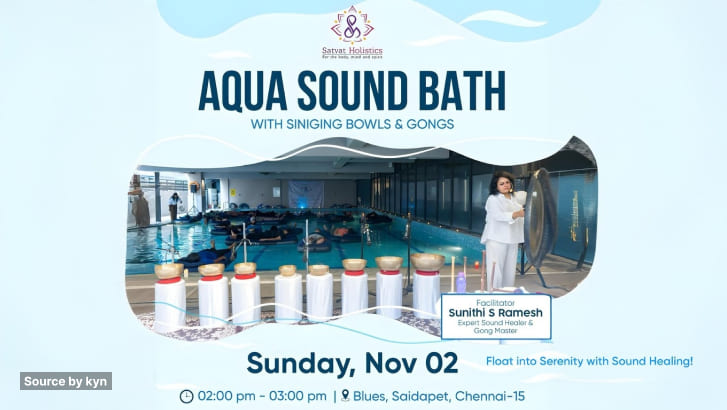 Satvat Holistics
For the body, mind and spirit
AQUA SOUND BATH
WITH SINIGING BOWLS & GONGS
Facilitator
Sunithi S Ramesh
Expert Sound Healer &
Gong Master
Sunday, Nov 02
Float into Serenity with Sound Healing!
Source by kyn
02:00 pm - 03:00 pm | Blues, Saidapet, Chennai-15